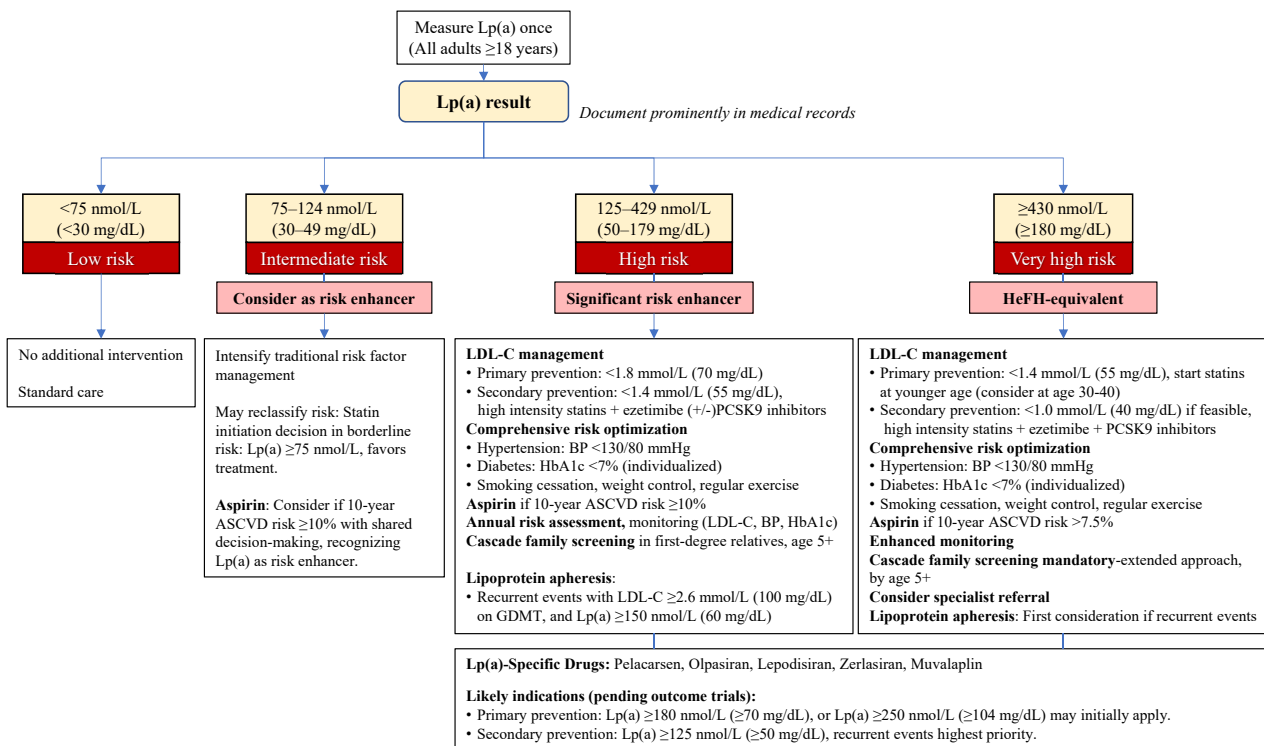 Measure Lp(a) once
(All adults ≥18 years)
Lp(a) result
Document prominently in medical records
<75 nmol/L
(<30 mg/dL)
Low risk
75–124 nmol/L
(30–49 mg/dL)
Intermediate risk
125–429 nmol/L
(50–179 mg/dL)
High risk
≥430 nmol/L
(≥180 mg/dL)
Very high risk
Consider as risk enhancer
Significant risk enhancer
HeFH-equivalent
No additional intervention
Standard care
Intensify traditional risk factor
management
May reclassify risk: Statin
initiation decision in borderline
risk: Lp(a) ≥75 nmol/L, favors
treatment.
Aspirin: Consider if 10-year
ASCVD risk ≥10% with shared
decision-making, recognizing
Lp(a) as risk enhancer.
LDL-C management
• Primary prevention: <1.8 mmol/L (70 mg/dL)
• Secondary prevention: <1.4 mmol/L (55 mg/dL),
high intensity statins + ezetimibe (+/-)PCSK9 inhibitors
Comprehensive risk optimization
• Hypertension: BP <130/80 mmHg
• Diabetes: HbA1c <7% (individualized)
• Smoking cessation, weight control, regular exercise
Aspirin if 10-year ASCVD risk ≥10%
Annual risk assessment, monitoring (LDL-C, BP, HbA1c)
Cascade family screening in first-degree relatives, age 5+
Lipoprotein apheresis:
• Recurrent events with LDL-C ≥2.6 mmol/L (100 mg/dL)
on GDMT, and Lp(a) ≥150 nmol/L (60 mg/dL)
LDL-C management
• Primary prevention: <1.4 mmol/L (55 mg/dL), start statins
at younger age (consider at age 30-40)
• Secondary prevention: <1.0 mmol/L (40 mg/dL) if feasible,
high intensity statins + ezetimibe + PCSK9 inhibitors
Comprehensive risk optimization
• Hypertension: BP <130/80 mmHg
• Diabetes: HbA1c <7% (individualized)
• Smoking cessation, weight control, regular exercise
Aspirin if 10-year ASCVD risk >7.5%
Enhanced monitoring
Cascade family screening mandatory-extended approach,
by age 5+
Consider specialist referral
Lipoprotein apheresis: First consideration if recurrent events
Lp(a)-Specific Drugs: Pelacarsen, Olpasiran, Lepodisiran, Zerlasiran, Muvalaplin
Likely indications (pending outcome trials):
• Primary prevention: Lp(a) ≥180 nmol/L (≥70 mg/dL), or Lp(a) ≥250 nmol/L (≥104 mg/dL) may initially apply.
• Secondary prevention: Lp(a) ≥125 nmol/L (≥50 mg/dL), recurrent events highest priority.